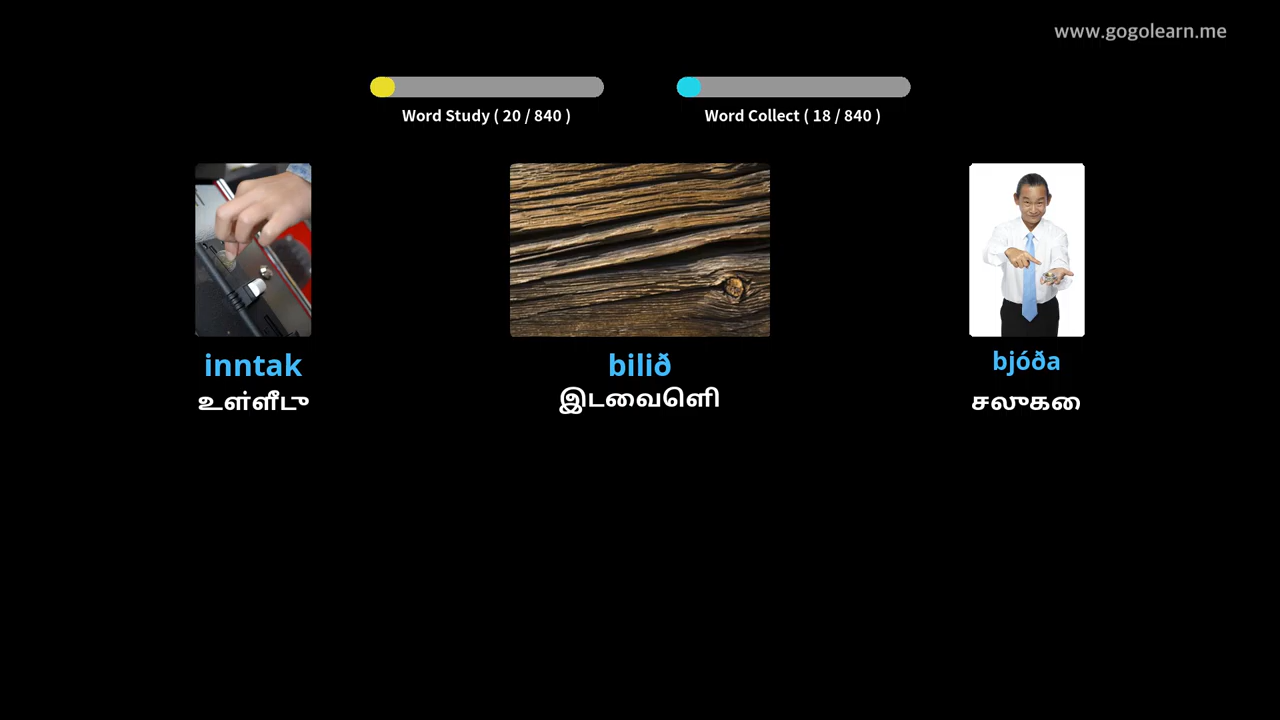 www.gogolearn.me
Word Study ( 20 / 840 )
Word Collect ( 18 / 840 )
inntak
உள்ளீடு
bilið
இடைவெளி
bjóða
சலுகை